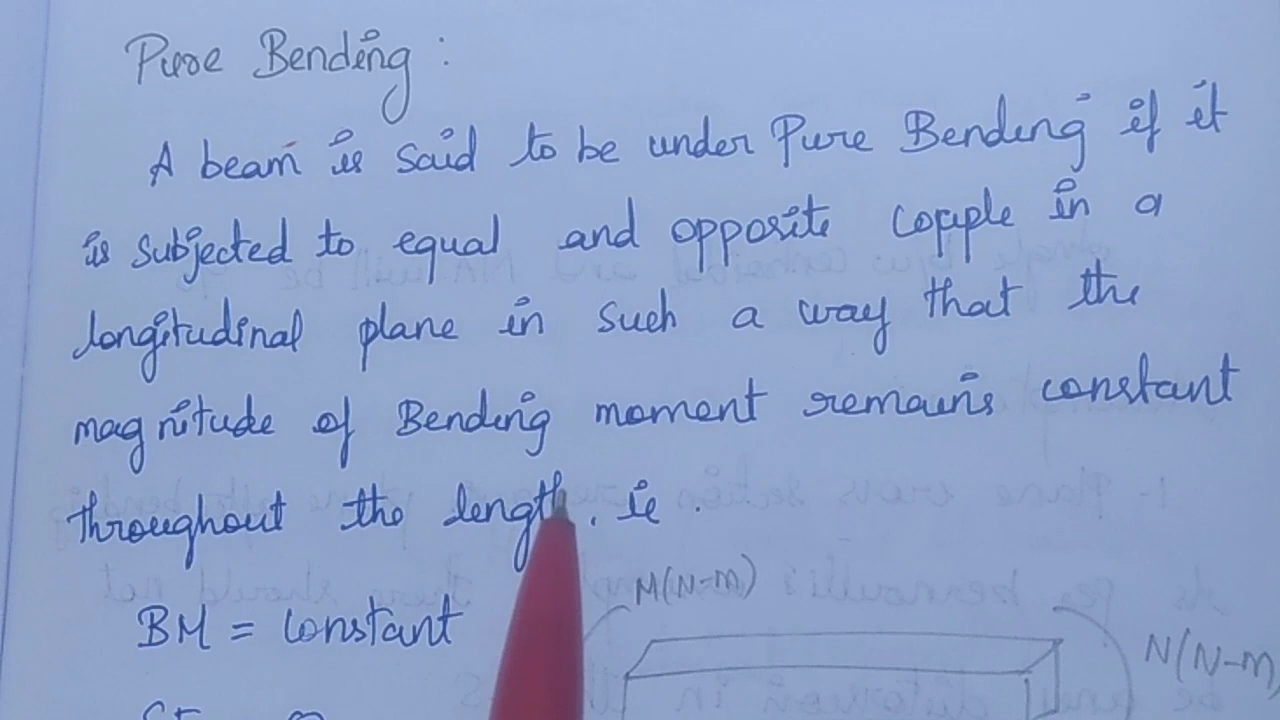 Pure Bending :
A beam is said to be under Pure Bending if it
is subjected to equal and opposite couple in a
longitudinal plane in such a way that the
magnitude of Bending moment remains constant
throughout the length. ie.
BM = constant
M(N-m)
N(N-m)